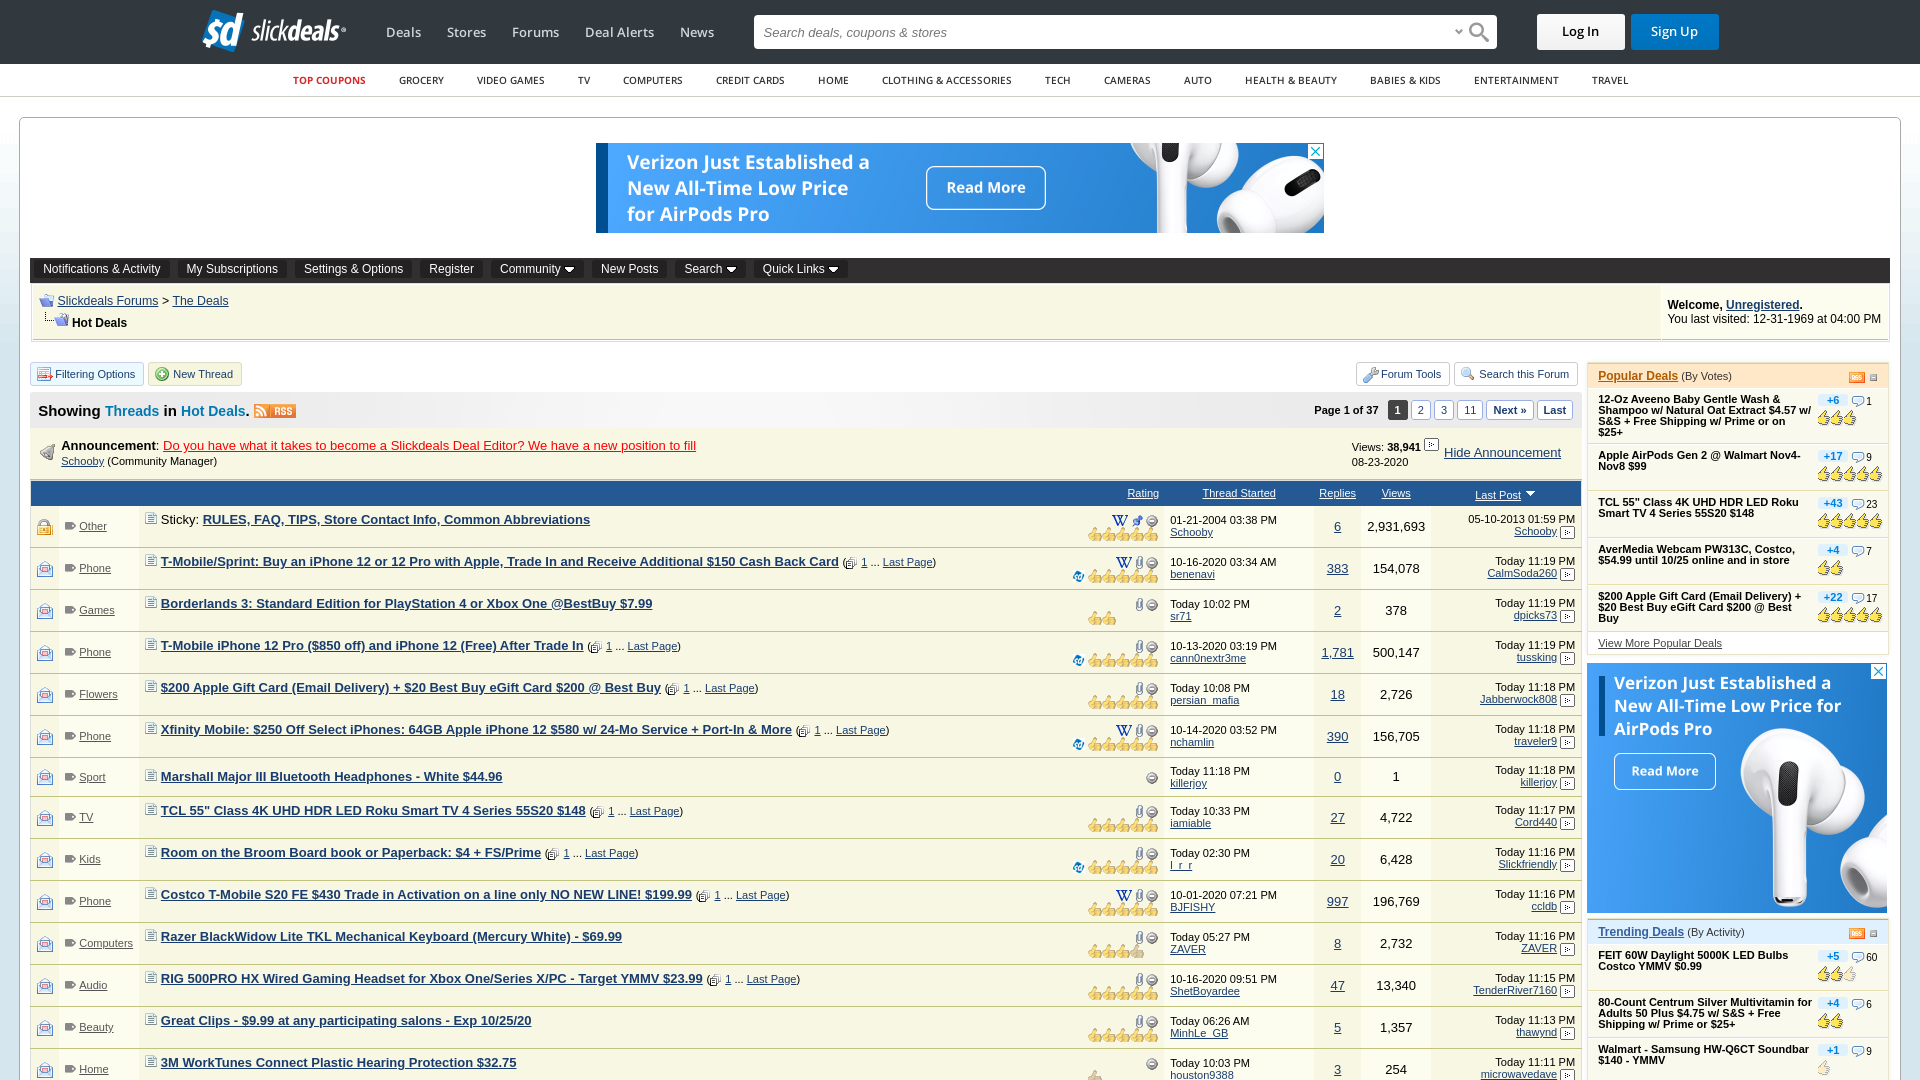 slickdeals
Deals Stores Forums Deal Alerts News
Search deals, coupons & stores
Log In Sign Up
TOP COUPONS GROCERY VIDEO GAMES TV COMPUTERS CREDIT CARDS HOME CLOTHING & ACCESSORIES TECH CAMERAS AUTO HEALTH & BEAUTY BABIES & KIDS ENTERTAINMENT TRAVEL
Verizon Just Established a
New All-Time Low Price
for AirPods Pro
Read More
Notifications & Activity My Subscriptions Settings & Options Register Community New Posts Search Quick Links
Slickdeals Forums > The Deals
Hot Deals
Welcome, Unregistered.
You last visited: 12-31-1969 at 04:00 PM
Filtering Options New Thread Forum Tools Search this Forum
Showing Threads in Hot Deals. RSS
Page 1 of 37 1 2 3 11 Next » Last
Announcement: Do you have what it takes to become a Slickdeals Deal Editor? We have a new position to fill
Schooby (Community Manager)
Views: 38,941
08-23-2020
Hide Announcement
Rating Thread Started Replies Views Last Post
Other Sticky: RULES, FAQ, TIPS, Store Contact Info, Common Abbreviations 01-21-2004 03:38 PM Schooby 6 2,931,693 05-10-2013 01:59 PM Schooby
Phone T-Mobile/Sprint: Buy an iPhone 12 or 12 Pro with Apple, Trade In and Receive Additional $150 Cash Back Card (1 ... Last Page) 10-16-2020 03:34 AM benenavi 383 154,078 Today 11:19 PM CalmSoda260
Games Borderlands 3: Standard Edition for PlayStation 4 or Xbox One @BestBuy $7.99 Today 10:02 PM sr71 2 378 Today 11:19 PM dpicks73
Phone T-Mobile iPhone 12 Pro ($850 off) and iPhone 12 (Free) After Trade In (1 ... Last Page) 10-13-2020 03:19 PM cann0nextr3me 1,781 500,147 Today 11:19 PM tussking
Flowers $200 Apple Gift Card (Email Delivery) + $20 Best Buy eGift Card $200 @ Best Buy (1 ... Last Page) Today 10:08 PM persian_mafia 18 2,726 Today 11:18 PM Jabberwock808
Phone Xfinity Mobile: $250 Off Select iPhones: 64GB Apple iPhone 12 $580 w/ 24-Mo Service + Port-In & More (1 ... Last Page) 10-14-2020 03:52 PM nchamlin 390 156,705 Today 11:18 PM traveler9
Sport Marshall Major III Bluetooth Headphones - White $44.96 Today 11:18 PM killerjoy 0 1 Today 11:18 PM killerjoy
TV TCL 55" Class 4K UHD HDR LED Roku Smart TV 4 Series 55S20 $148 (1 ... Last Page) Today 10:33 PM iamiable 27 4,722 Today 11:17 PM Cord440
Kids Room on the Broom Board book or Paperback: $4 + FS/Prime (1 ... Last Page) Today 02:30 PM l_r_r 20 6,428 Today 11:16 PM Slickfriendly
Phone Costco T-Mobile S20 FE $430 Trade in Activation on a line only NO NEW LINE! $199.99 (1 ... Last Page) 10-01-2020 07:21 PM BJFISHY 997 196,769 Today 11:16 PM ccldb
Computers Razer BlackWidow Lite TKL Mechanical Keyboard (Mercury White) - $69.99 Today 05:27 PM ZAVER 8 2,732 Today 11:16 PM ZAVER
Audio RIG 500PRO HX Wired Gaming Headset for Xbox One/Series X/PC - Target YMMV $23.99 (1 ... Last Page) 10-16-2020 09:51 PM ShetBoyardee 47 13,340 Today 11:15 PM TenderRiver7160
Beauty Great Clips - $9.99 at any participating salons - Exp 10/25/20 Today 06:26 AM MinhLe_GB 5 1,357 Today 11:13 PM thawynd
Home 3M WorkTunes Connect Plastic Hearing Protection $32.75 Today 10:03 PM houston9388 3 254 Today 11:11 PM microwavedave
Popular Deals (By Votes)
12-Oz Aveeno Baby Gentle Wash &
Shampoo w/ Natural Oat Extract $4.57 w/
S&S + Free Shipping w/ Prime or on
$25+
+6 1
Apple AirPods Gen 2 @ Walmart Nov4-
Nov8 $99
+17 9
TCL 55" Class 4K UHD HDR LED Roku
Smart TV 4 Series 55S20 $148
+43 23
AverMedia Webcam PW313C, Costco,
$54.99 until 10/25 online and in store
+4 7
$200 Apple Gift Card (Email Delivery) +
$20 Best Buy eGift Card $200 @ Best
Buy
+22 17
View More Popular Deals
Verizon Just Established a
New All-Time Low Price for
AirPods Pro
Read More
Trending Deals (By Activity)
FEIT 60W Daylight 5000K LED Bulbs
Costco YMMV $0.99
+5 60
80-Count Centrum Silver Multivitamin for
Adults 50 Plus $4.75 w/ S&S + Free
Shipping w/ Prime or $25+
+4 6
Walmart - Samsung HW-Q6CT Soundbar
$140 - YMMV
+1 9